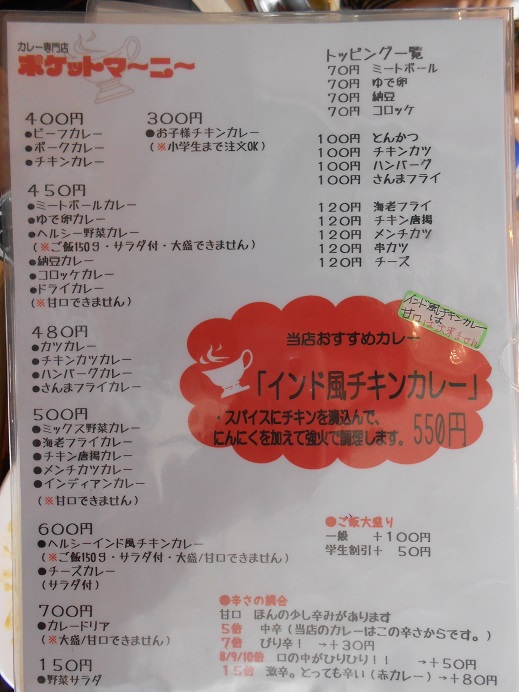 カレー専門店
ポケットマーニー
400円
●ビーフカレー
●ポークカレー
●チキンカレー
300円
●お子様チキンカレー
(※小学生まで注文OK)
450円
●ミートボールカレー
●ゆで卵カレー
●ヘルシー野菜カレー
(※ご飯150g・サラダ付・大盛できません)
●納豆カレー
●コロッケカレー
●ドライカレー
(※甘口できません)
480円
●カツカレー
●チキンカツカレー
●ハンバーグカレー
●さんまフライカレー
500円
●ミックス野菜カレー
●海老フライカレー
●チキン唐揚カレー
●メンチカツカレー
●インディアンカレー
(※甘口できません)
600円
●ヘルシーインド風チキンカレー
(※ご飯150g・サラダ付・大盛/甘口できません)
●チーズカレー
(サラダ付)
700円
●カレードリア
(※大盛/甘口できません)
150円
●野菜サラダ
トッピング一覧
70円 ミートボール
70円 ゆで卵
70円 納豆
70円 コロッケ
100円 とんかつ
100円 チキンカツ
100円 ハンバーグ
100円 さんまフライ
120円 海老フライ
120円 チキン唐揚
120円 メンチカツ
120円 串カツ
120円 チーズ
インド風チキンカレー
は
甘口は出来ません
当店おすすめカレー
「インド風チキンカレー」
・スパイスにチキンを漬込んで、
にんにくを加えて強火で調理します。550円
●ご飯大盛り
一般 +100円
学生割引+ 50円
●辛さの調合
甘口 ほんの少し辛みがあります
5倍 中辛(当店のカレーはこの辛さからです。)
7倍 ぴり辛! →+30円
8/9/10倍 口の中がひりひり!! →+50円
15倍 激辛。とっても辛い(赤カレー)→+80円